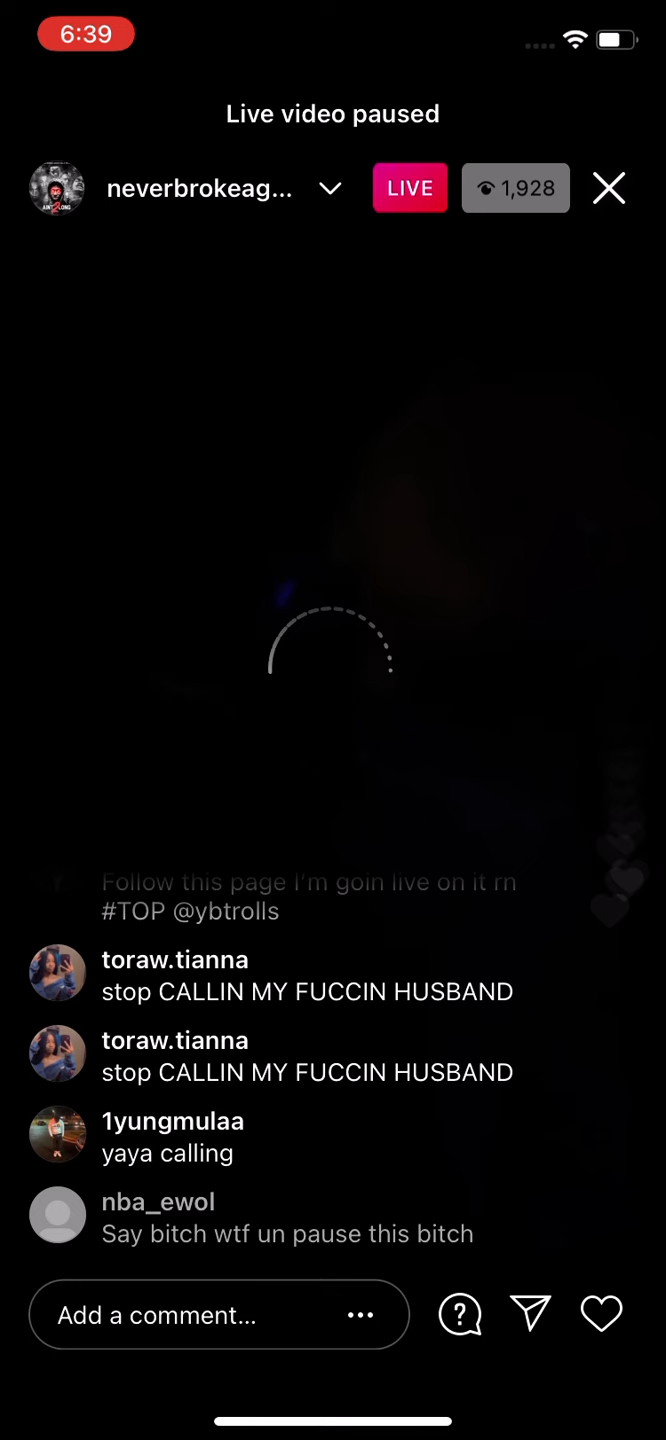 6:39
Live video paused
neverbrokeag...
LIVE
1,928
Follow this page I'm goin live on it rn
#TOP @ybtrolls
toraw.tianna
stop CALLIN MY FUCCIN HUSBAND
toraw.tianna
stop CALLIN MY FUCCIN HUSBAND
1yungmulaa
yaya calling
nba_ewol
Say bitch wtf un pause this bitch
Add a comment...